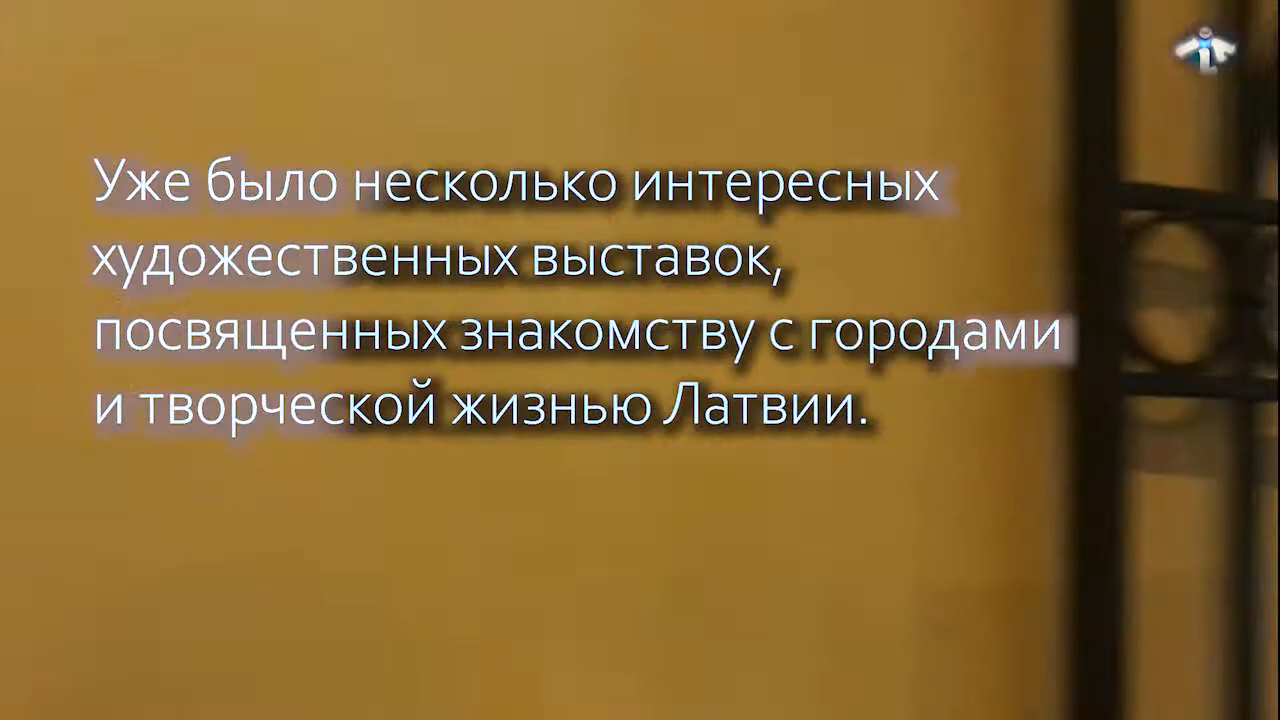 Уже было несколько интересных
художественных выставок,
посвященных знакомству с городами
и творческой жизнью Латвии.